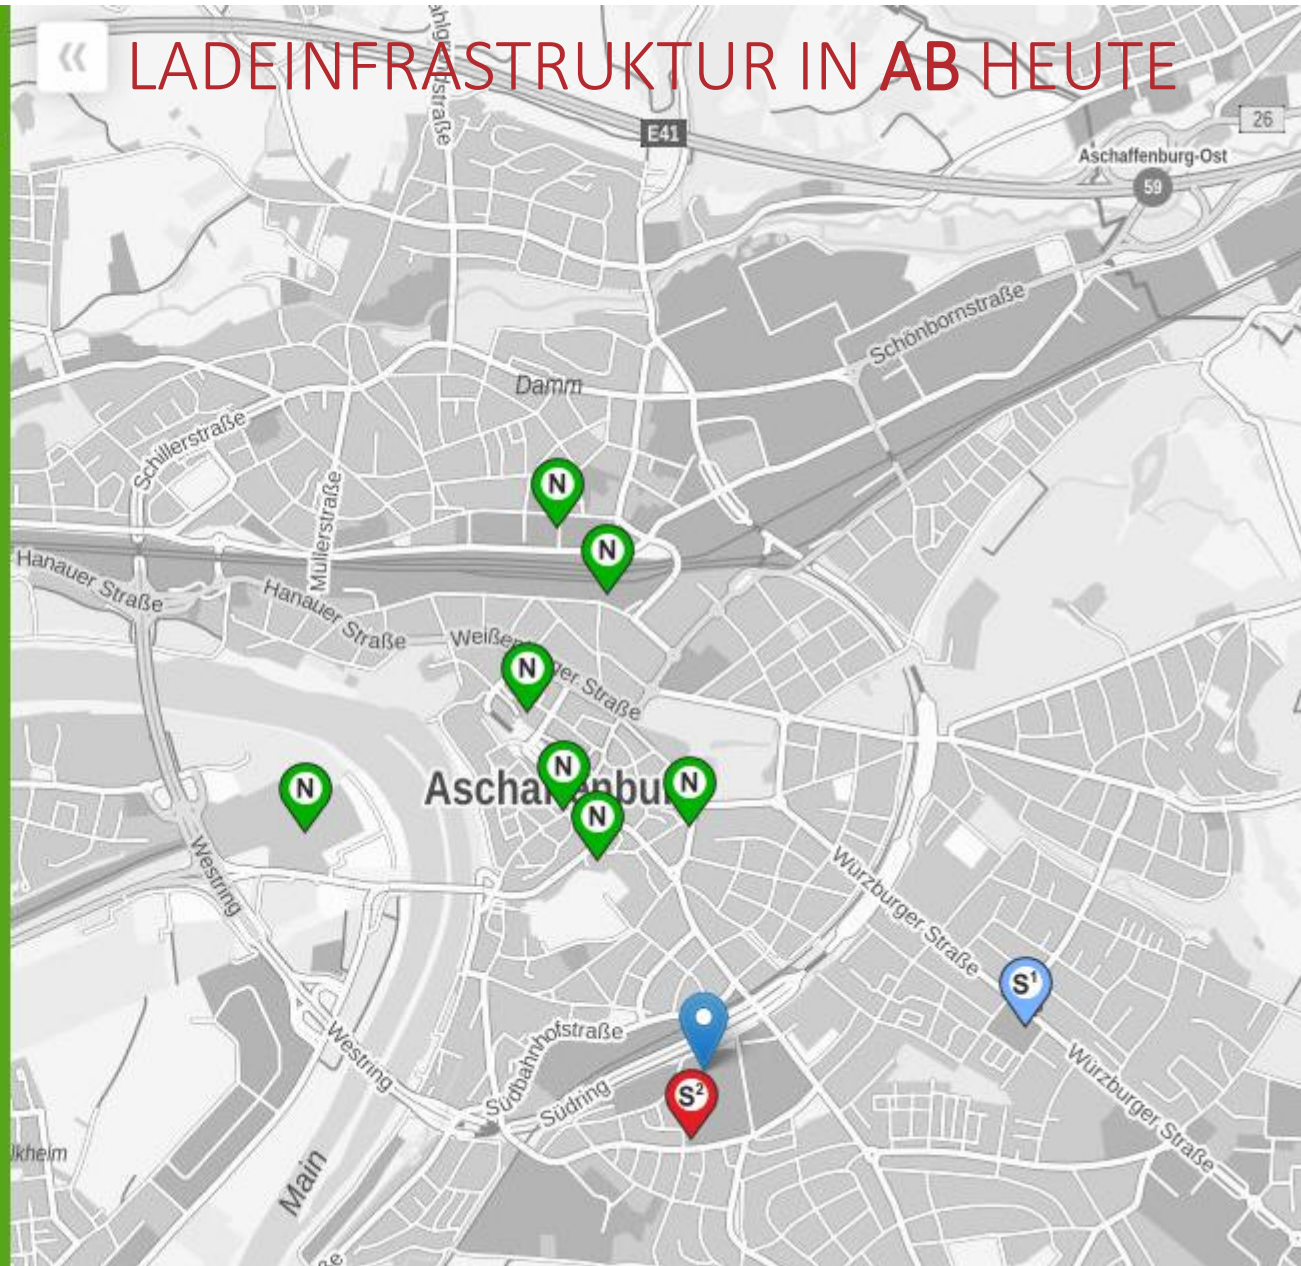 «
LADEINFRASTRUKTUR IN AB HEUTE
E41
26
Aschaffenburg-Ost
59
Schönbornstraße
Damm
Schillerstraße
Müllerstraße
N
N
Hanauer Straße
Hanauer Straße
N
Straße
N
N
N
N
Westring
Würzburger Straße
S¹
Südbahnhofstraße
Westring
Südring
S²
Würzburger Straße
Main